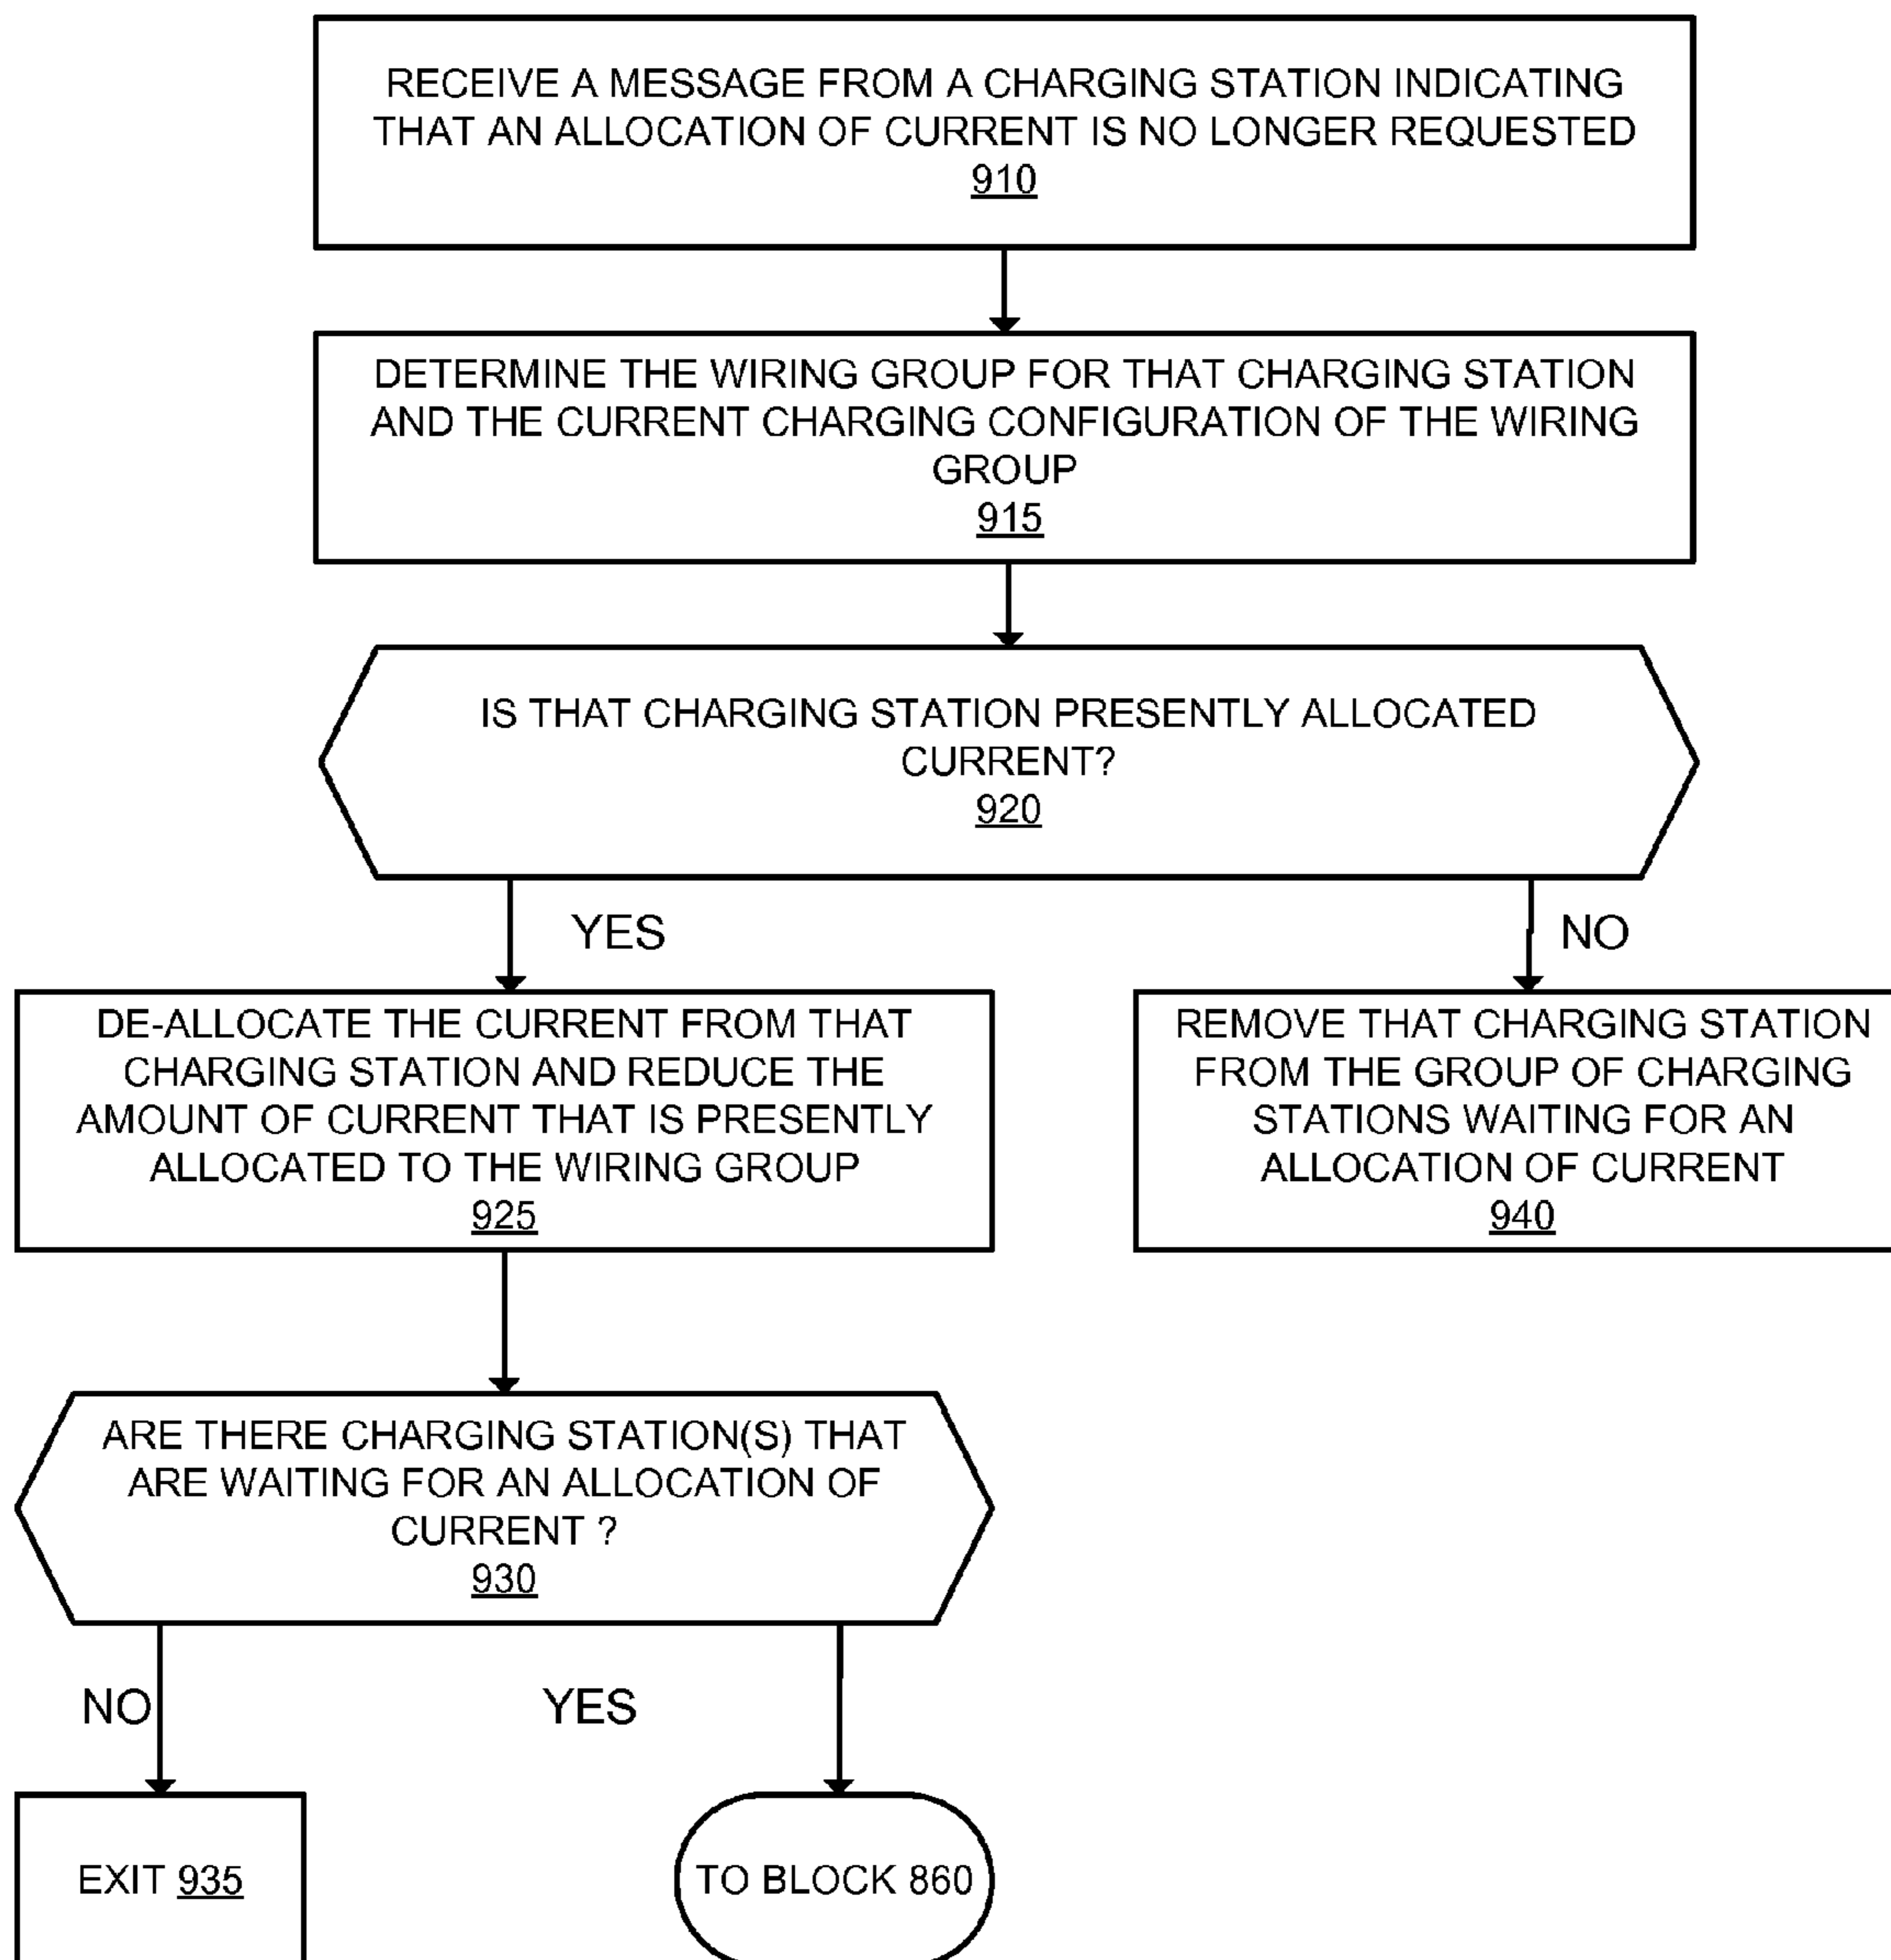 RECEIVE A MESSAGE FROM A CHARGING STATION INDICATING
THAT AN ALLOCATION OF CURRENT IS NO LONGER REQUESTED
910
DETERMINE THE WIRING GROUP FOR THAT CHARGING STATION
AND THE CURRENT CHARGING CONFIGURATION OF THE WIRING
GROUP
915
IS THAT CHARGING STATION PRESENTLY ALLOCATED
CURRENT?
920
YES
NO
DE-ALLOCATE THE CURRENT FROM THAT
CHARGING STATION AND REDUCE THE
AMOUNT OF CURRENT THAT IS PRESENTLY
ALLOCATED TO THE WIRING GROUP
925
REMOVE THAT CHARGING STATION
FROM THE GROUP OF CHARGING
STATIONS WAITING FOR AN
ALLOCATION OF CURRENT
940
ARE THERE CHARGING STATION(S) THAT
ARE WAITING FOR AN ALLOCATION OF
CURRENT ?
930
NO
YES
EXIT 935
TO BLOCK 860